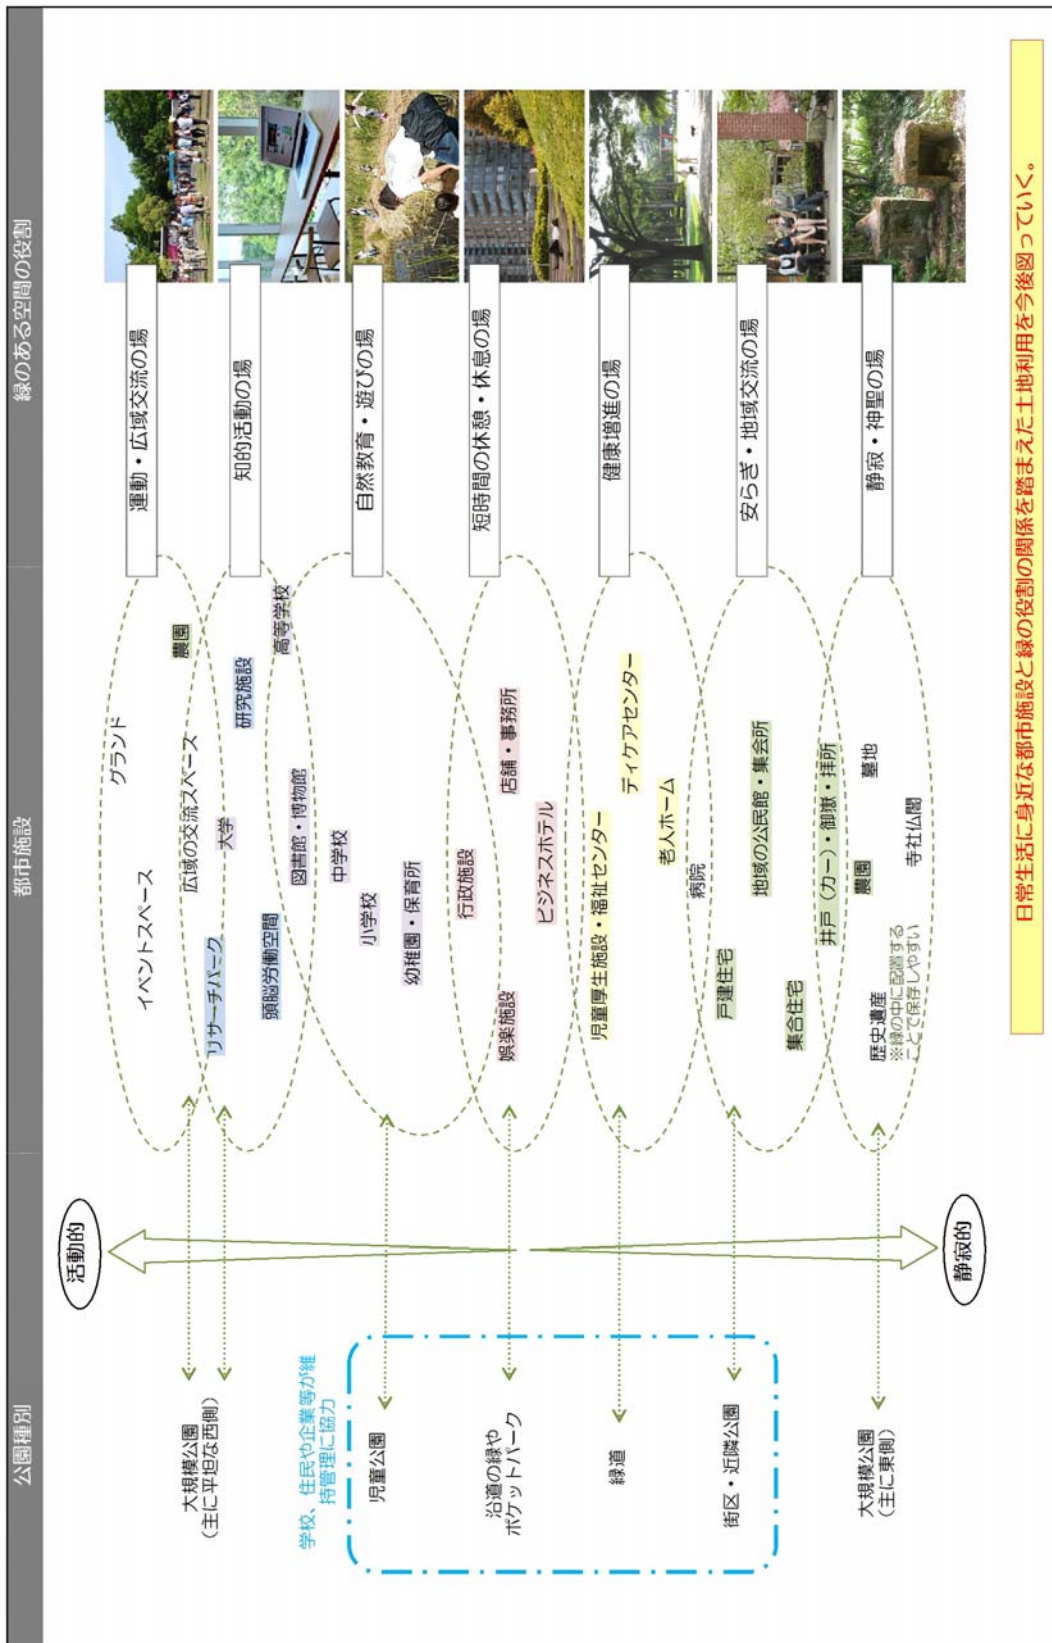 公園種別
都市施設
緑のある空間の役割
活動的
静寂的
大規模公園
（主に平坦な西側）
学校、住民や企業等が維
持管理に協力
児童公園
沿道の緑や
ポケットパーク
緑道
街区・近隣公園
大規模公園
（主に東側）
グランド
イベントスペース
農園
広域の交流スペース
リサーチパーク
大学
研究施設
頭脳労働空間
高等学校
図書館・博物館
中学校
小学校
幼稚園・保育所
行政施設
娯楽施設
店舗・事務所
ビジネスホテル
児童厚生施設・福祉センター
ディケアセンター
老人ホーム
病院
戸建住宅
地域の公民館・集会所
集合住宅
井戸（カー）・御嶽・拝所
農園
墓地
歴史遺産
※緑の中に配置する
ことで保存しやすい
寺社仏閣
運動・広域交流の場
知的活動の場
自然教育・遊びの場
短時間の休憩・休息の場
健康増進の場
安らぎ・地域交流の場
静寂・神聖の場
日常生活に身近な都市施設と緑の役割の関係を踏まえた土地利用を今後図っていく。